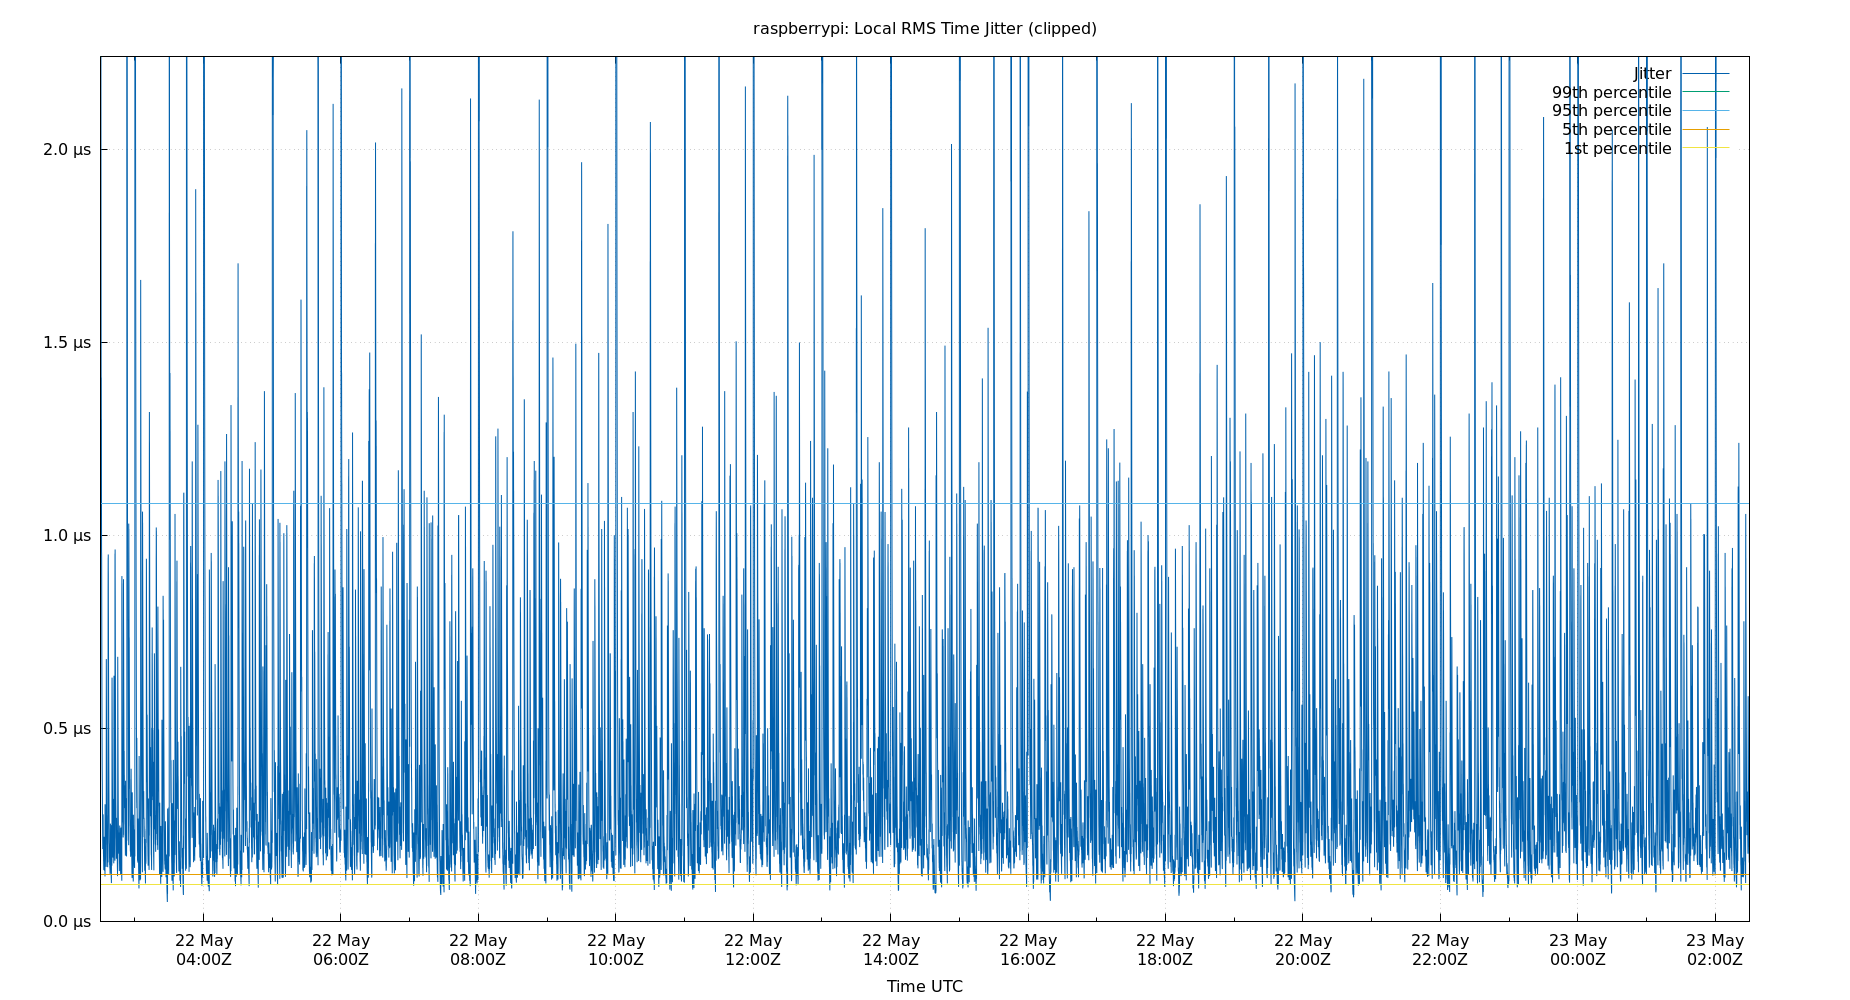 raspberrypi: Local RMS Time Jitter (clipped)
Jitter
99th percentile
95th percentile
5th percentile
1st percentile
2.0 µs
1.5 µs
1.0 µs
0.5 µs
0.0 µs
22 May 22 May 22 May 22 May 22 May 22 May 22 May 22 May 22 May 22 May 23 May 23 May
04:00Z 06:00Z 08:00Z 10:00Z 12:00Z 14:00Z 16:00Z 18:00Z 20:00Z 22:00Z 00:00Z 02:00Z
Time UTC